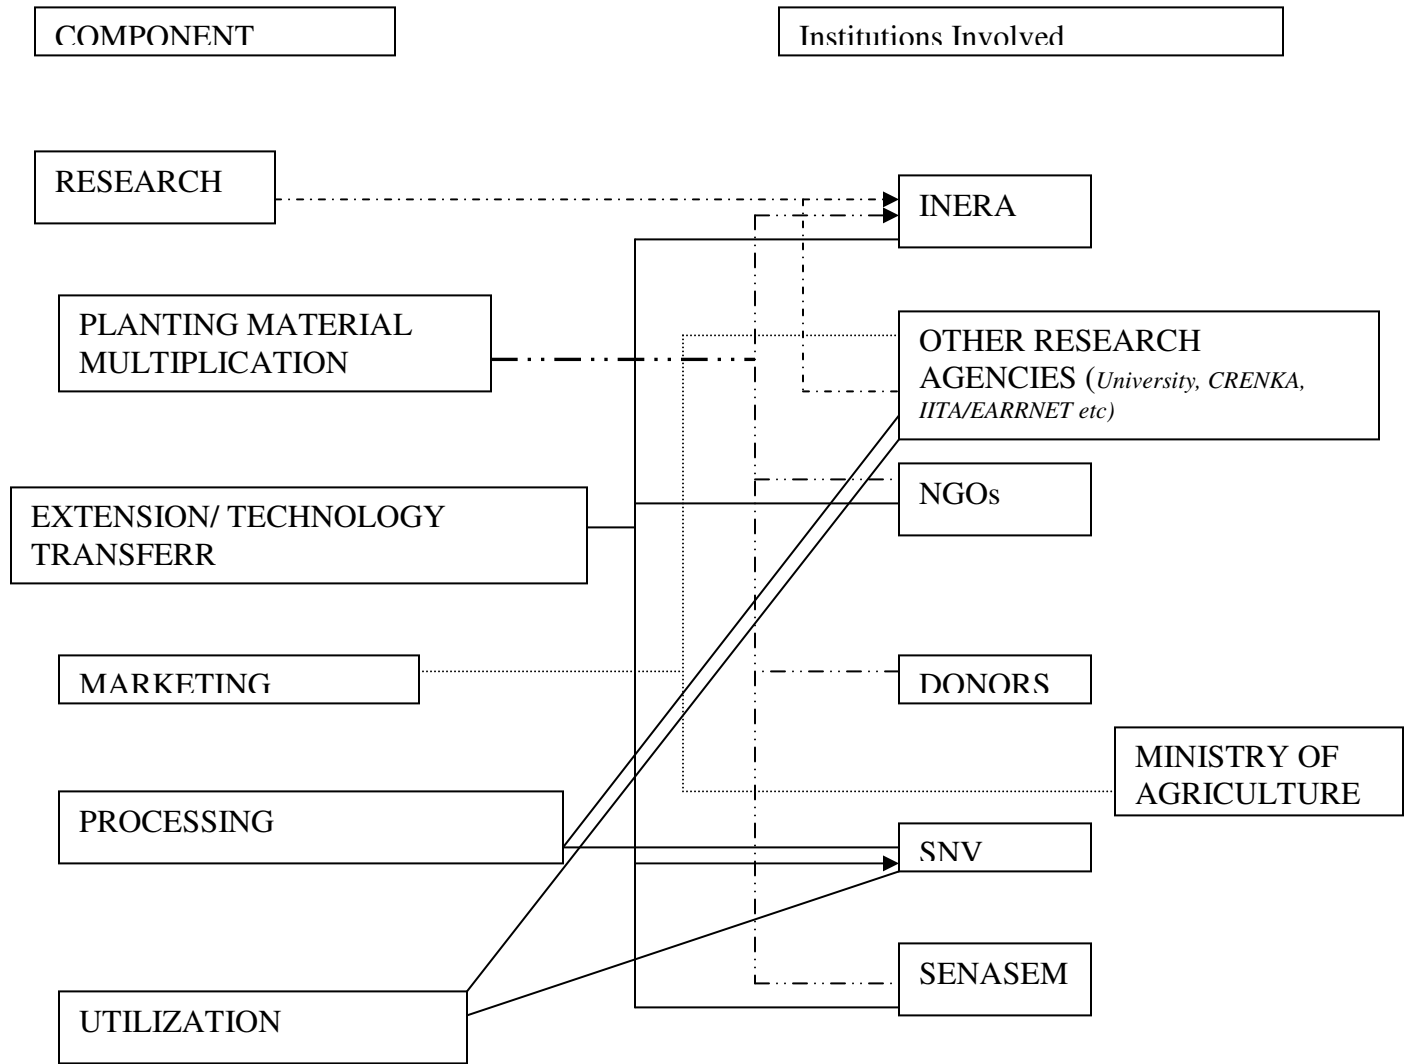 COMPONENT
Institutions Involved
RESEARCH
INERA
PLANTING MATERIAL
MULTIPLICATION
OTHER RESEARCH
AGENCIES (University, CRENKA,
IITA/EARRNET etc)
EXTENSION/ TECHNOLOGY
TRANSFERR
NGOs
MARKETING
DONORS
MINISTRY OF
AGRICULTURE
PROCESSING
SNV
UTILIZATION
SENASEM